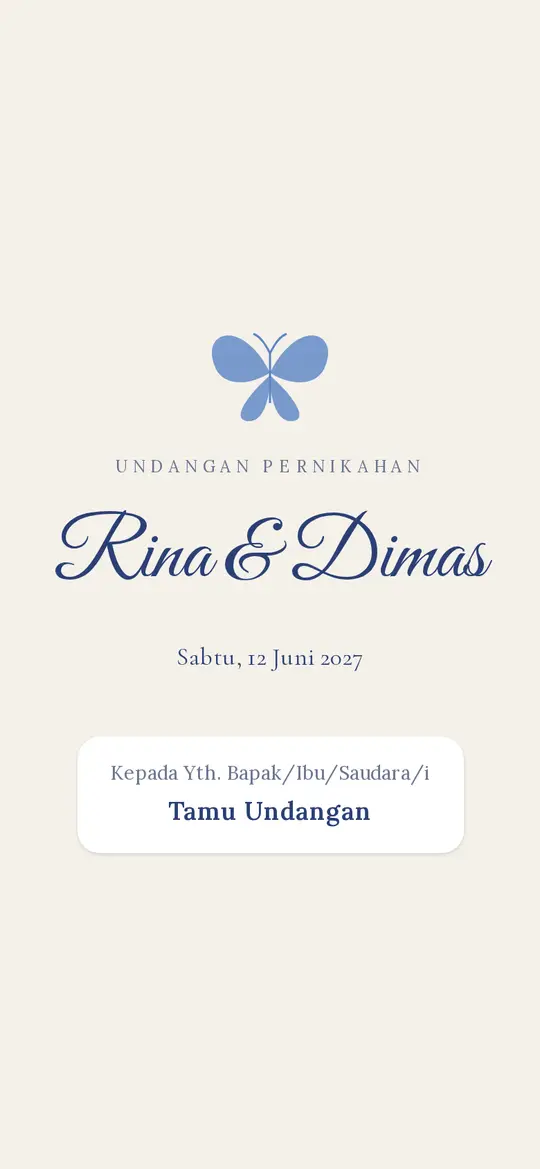 UNDANGAN PERNIKAHAN
Rina & Dimas
Sabtu, 12 Juni 2027
Kepada Yth. Bapak/Ibu/Saudara/i
Tamu Undangan